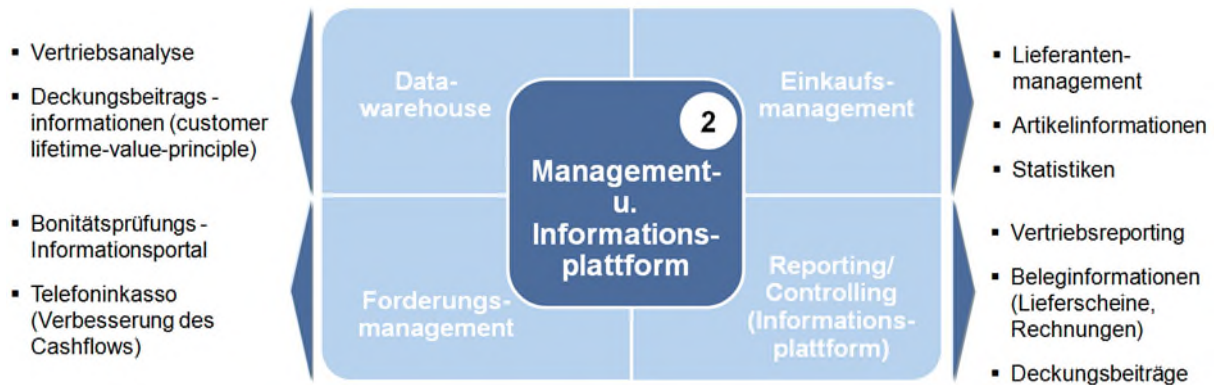 ▪ Vertriebsanalyse
▪ Deckungsbeitrags -
informationen (customer
lifetime-value-principle)
▪ Bonitätsprüfungs -
Informationsportal
▪ Telefoninkasso
(Verbesserung des
Cashflows)
Data-
warehouse
Einkaufs-
management
2
Management-
u.
Informations-
plattform
Forderungs-
management
Reporting/
Controlling
(Informations-
plattform)
▪ Lieferanten-
management
▪ Artikelinformationen
▪ Statistiken
▪ Vertriebsreporting
▪ Beleginformationen
(Lieferscheine,
Rechnungen)
▪ Deckungsbeiträge